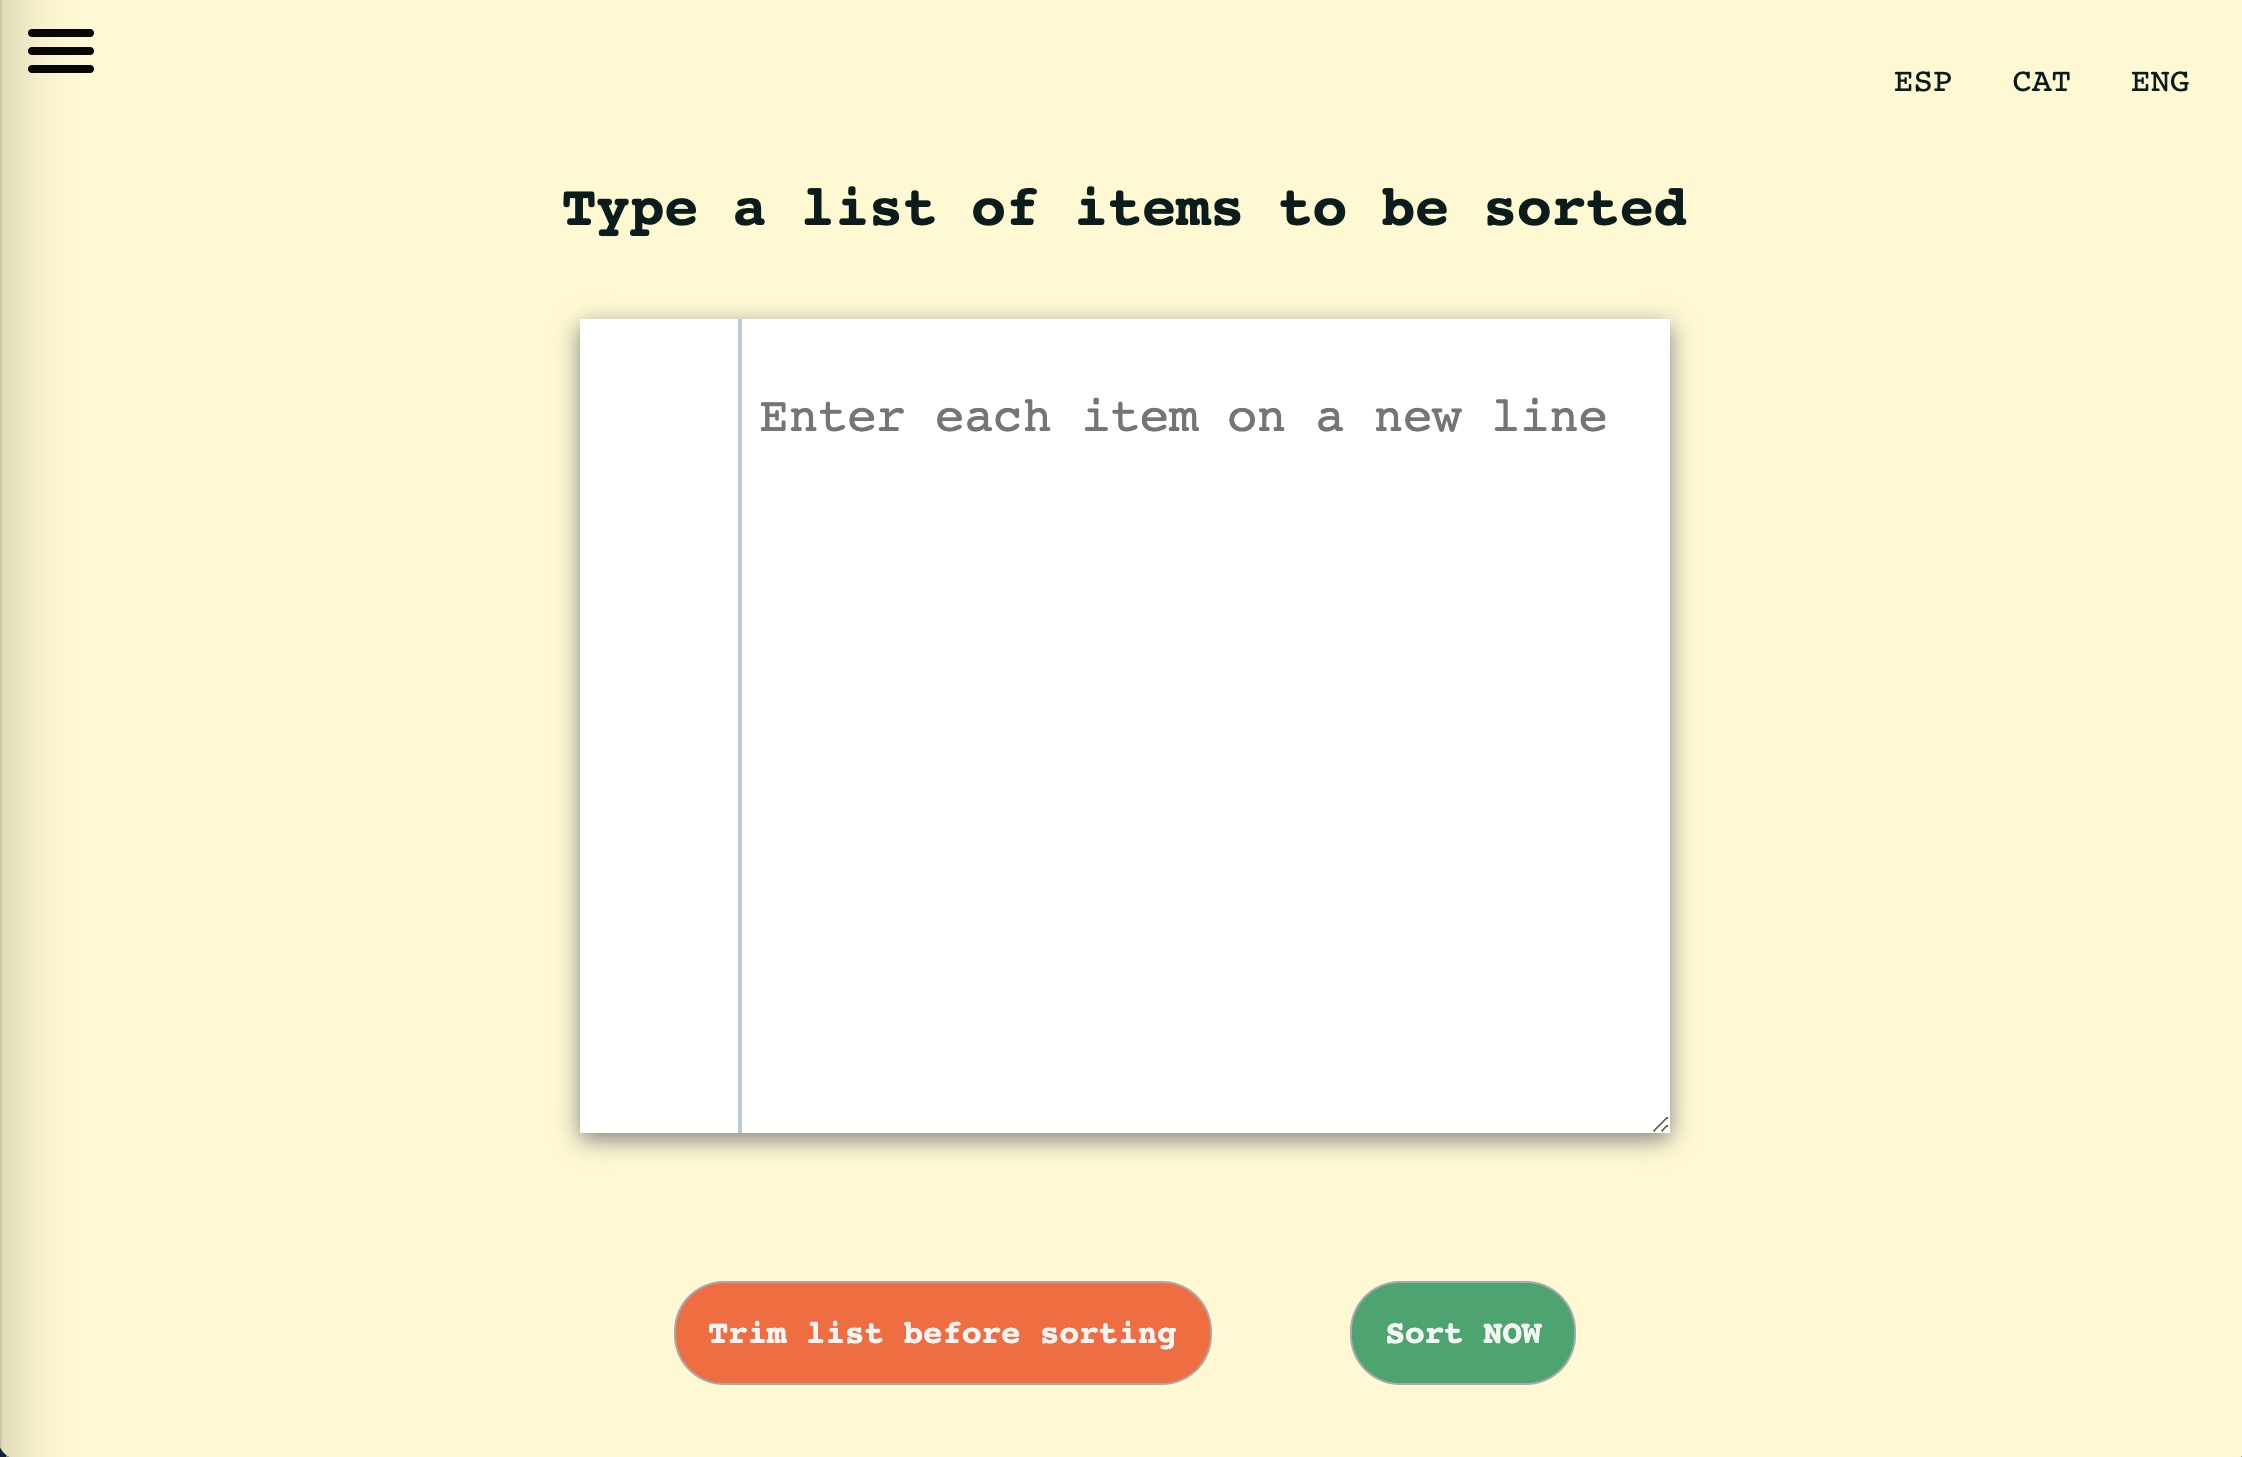 ESP CAT ENG
Type a list of items to be sorted
Enter each item on a new line
Trim list before sorting Sort NOW